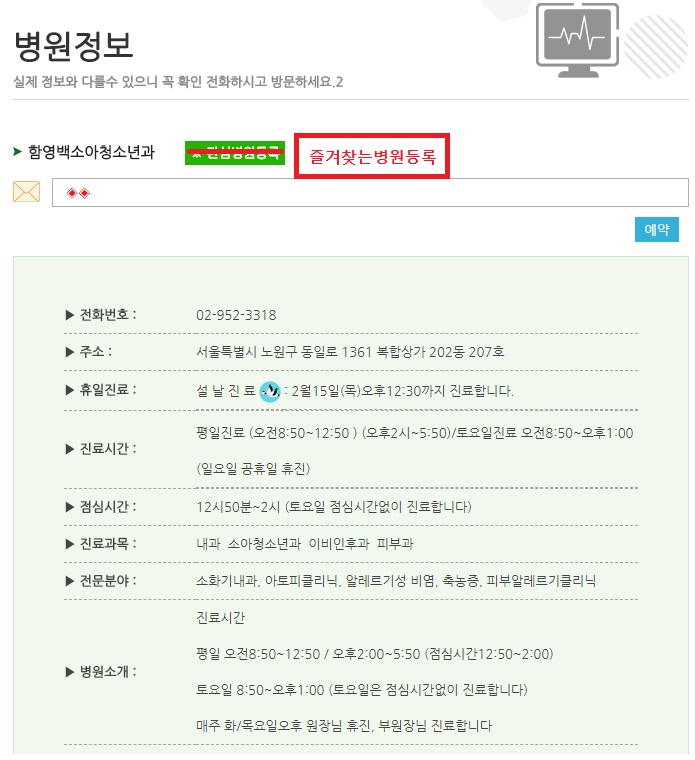 병원정보
실제 정보와 다를수 있으니 꼭 확인 전화하시고 방문하세요.2
함영백소아청소년과
※ 관심병원등록
즐겨찾는병원등록
◈◈
예약
▶ 전화번호 : 02-952-3318
▶ 주소 : 서울특별시 노원구 동일로 1361 복합상가 202동 207호
▶ 휴일진료 : 설 날 진 료 : 2월15일(목)오후12:30까지 진료합니다.
▶ 진료시간 : 평일진료 (오전8:50~12:50 ) (오후2시~5:50)/토요일진료 오전8:50~오후1:00
(일요일 공휴일 휴진)
▶ 점심시간 : 12시50분~2시 (토요일 점심시간없이 진료합니다)
▶ 진료과목 : 내과 소아청소년과 이비인후과 피부과
▶ 전문분야 : 소화기내과, 아토피클리닉, 알레르기성 비염, 축농증, 피부알레르기클리닉
▶ 병원소개 :
진료시간
평일 오전8:50~12:50 / 오후2:00~5:50 (점심시간12:50~2:00)
토요일 8:50~오후1:00 (토요일은 점심시간없이 진료합니다)
매주 화/목요일오후 원장님 휴진, 부원장님 진료합니다